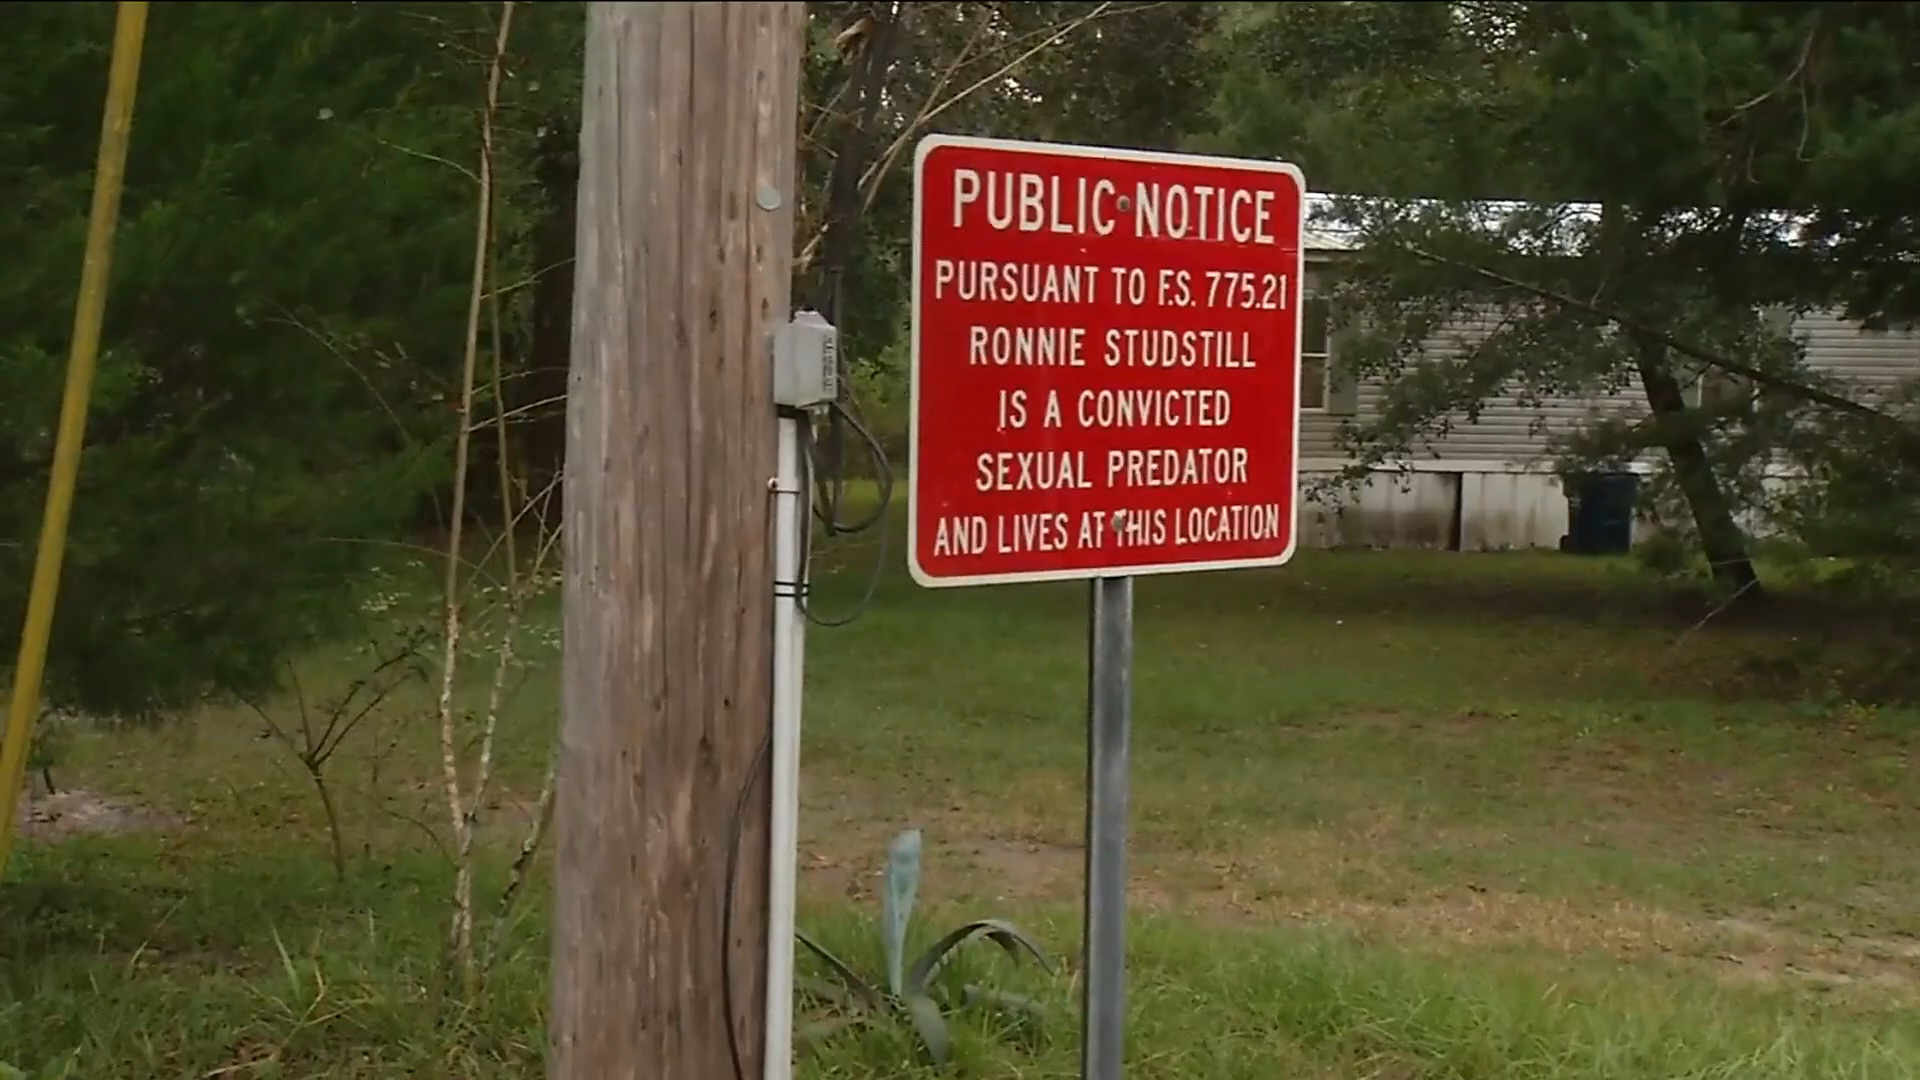 PUBLIC NOTICE
PURSUANT TO F.S. 775.21
RONNIE STUDSTILL
IS A CONVICTED
SEXUAL PREDATOR
AND LIVES AT THIS LOCATION